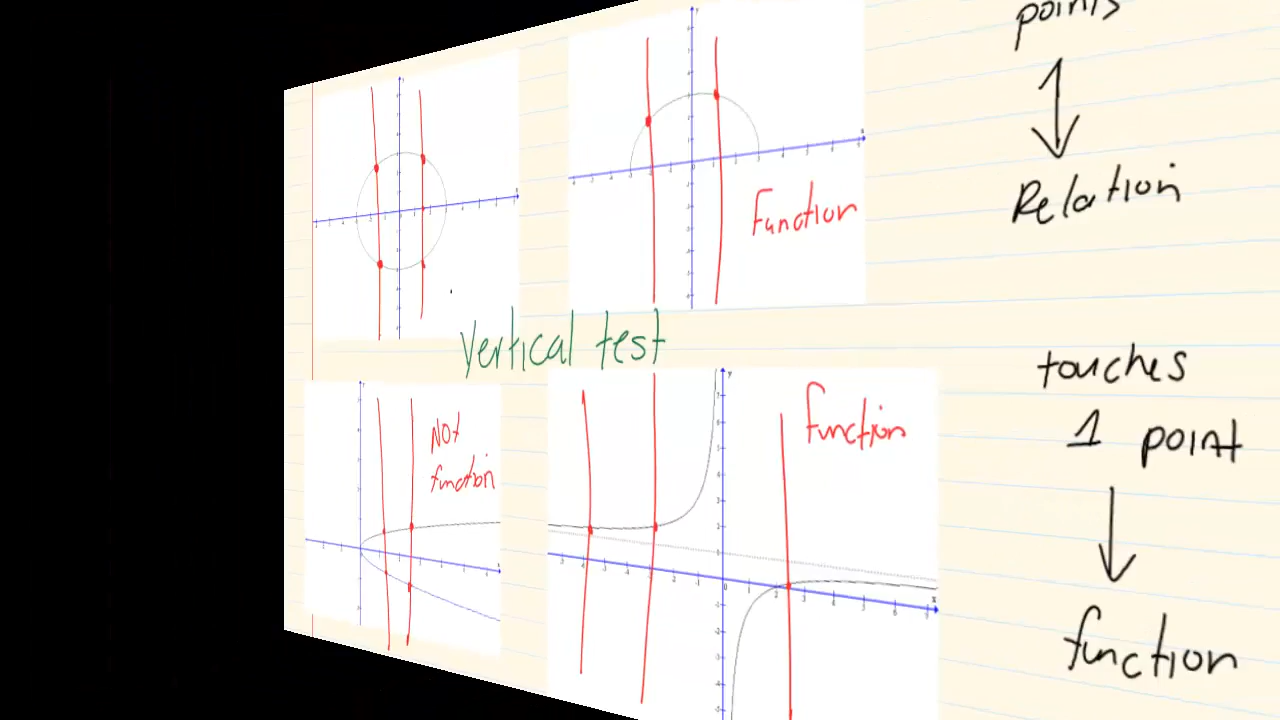 points
Relation
Function
Vertical test
Not
function
function
touches
1 point
function